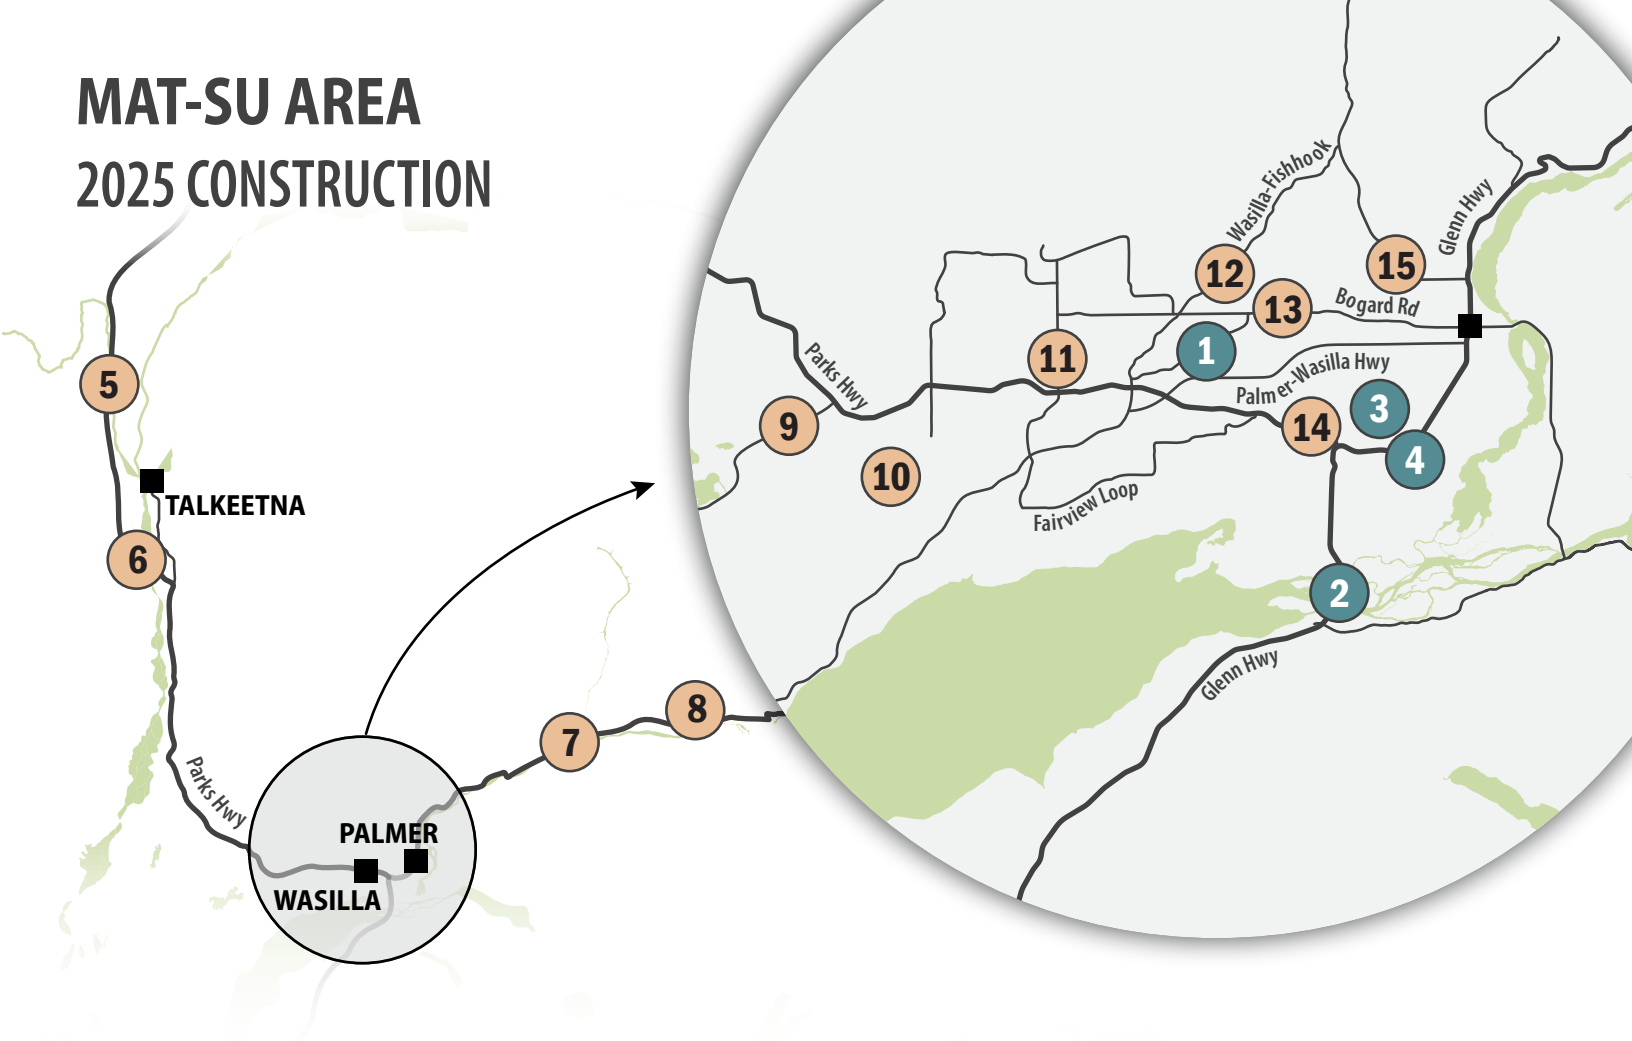 MAT-SU AREA
2025 CONSTRUCTION
Wasilla-Fishhook
Glenn Hwy
12
15
13
Bogard Rd
1
11
Parks Hwy
Palmer-Wasilla Hwy
5
3
9
14
4
10
TALKEETNA
Fairview Loop
6
2
Glenn Hwy
8
7
Parks Hwy
PALMER
WASILLA